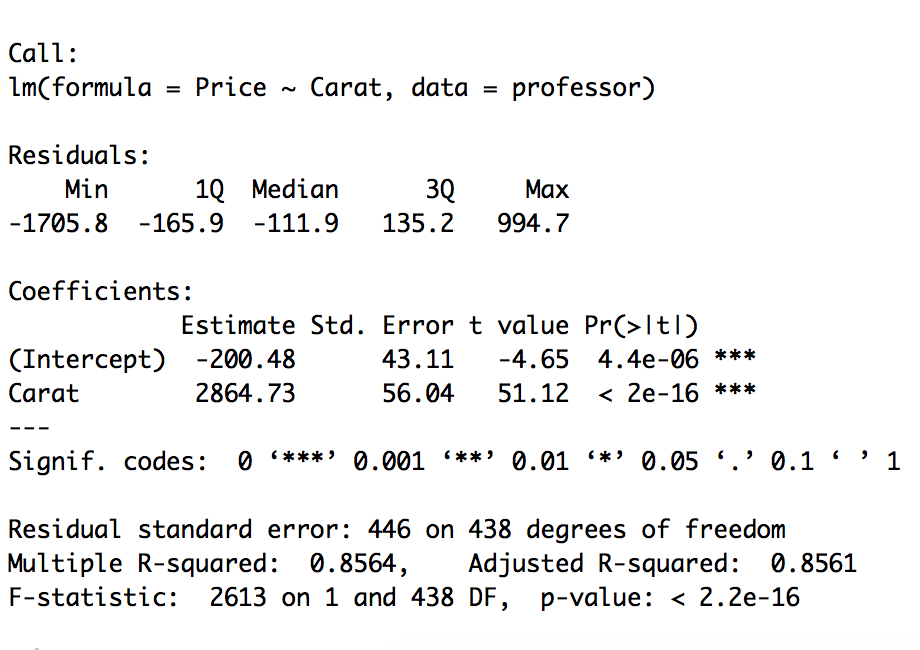 Call:
lm(formula = Price ~ Carat, data = professor)
Residuals:
Min 1Q Median 3Q Max
-1705.8 -165.9 -111.9 135.2 994.7
Coefficients:
Estimate Std. Error t value Pr(>|t|)
(Intercept) -200.48 43.11 -4.65 4.4e-06 ***
Carat 2864.73 56.04 51.12 < 2e-16 ***
---
Signif. codes: 0 ‘***’ 0.001 ‘**’ 0.01 ‘*’ 0.05 ‘.’ 0.1 ‘ ’ 1
Residual standard error: 446 on 438 degrees of freedom
Multiple R-squared: 0.8564, Adjusted R-squared: 0.8561
F-statistic: 2613 on 1 and 438 DF, p-value: < 2.2e-16